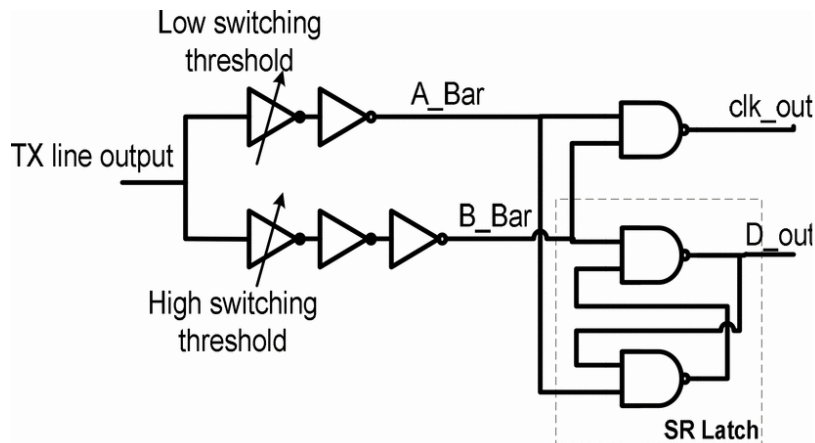 Low switching
threshold
A_Bar
clk_out
TX line output
B_Bar
D_out
High switching
threshold
SR Latch